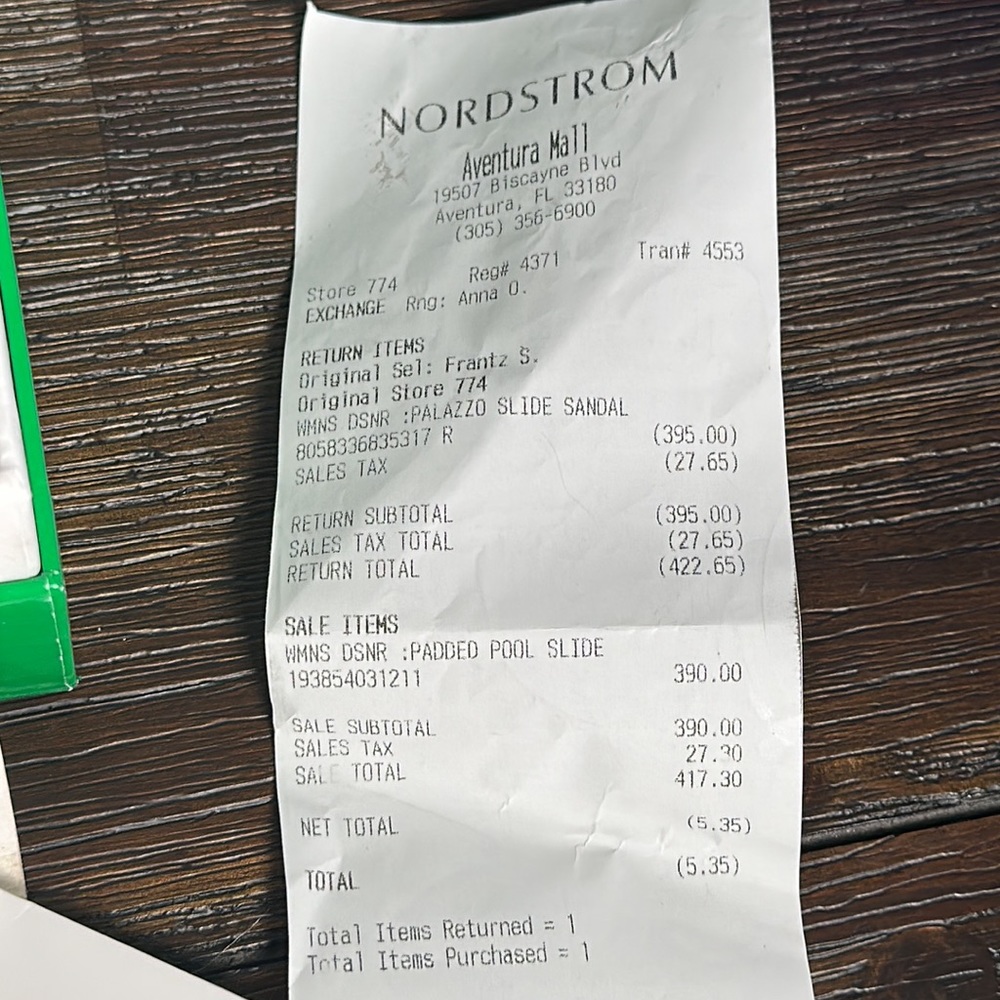 NORDSTROM
Aventura Mall
19507 Biscayne Blvd
Aventura, FL 33180
(305) 356-6900
Store 774 Reg# 4371 Tran# 4553
EXCHANGE Rng: Anna O.
RETURN ITEMS
Original Sel: Frantz S.
Original Store 774
WMNS DSNR :PALAZZO SLIDE SANDAL
8058336835317 R (395.00)
SALES TAX (27.65)
RETURN SUBTOTAL (395.00)
SALES TAX TOTAL (27.65)
RETURN TOTAL (422.65)
SALE ITEMS
WMNS DSNR :PADDED POOL SLIDE
193854031211 390.00
SALE SUBTOTAL 390.00
SALES TAX 27.30
SALE TOTAL 417.30
NET TOTAL (5.35)
TOTAL (5.35)
Total Items Returned = 1
Total Items Purchased = 1